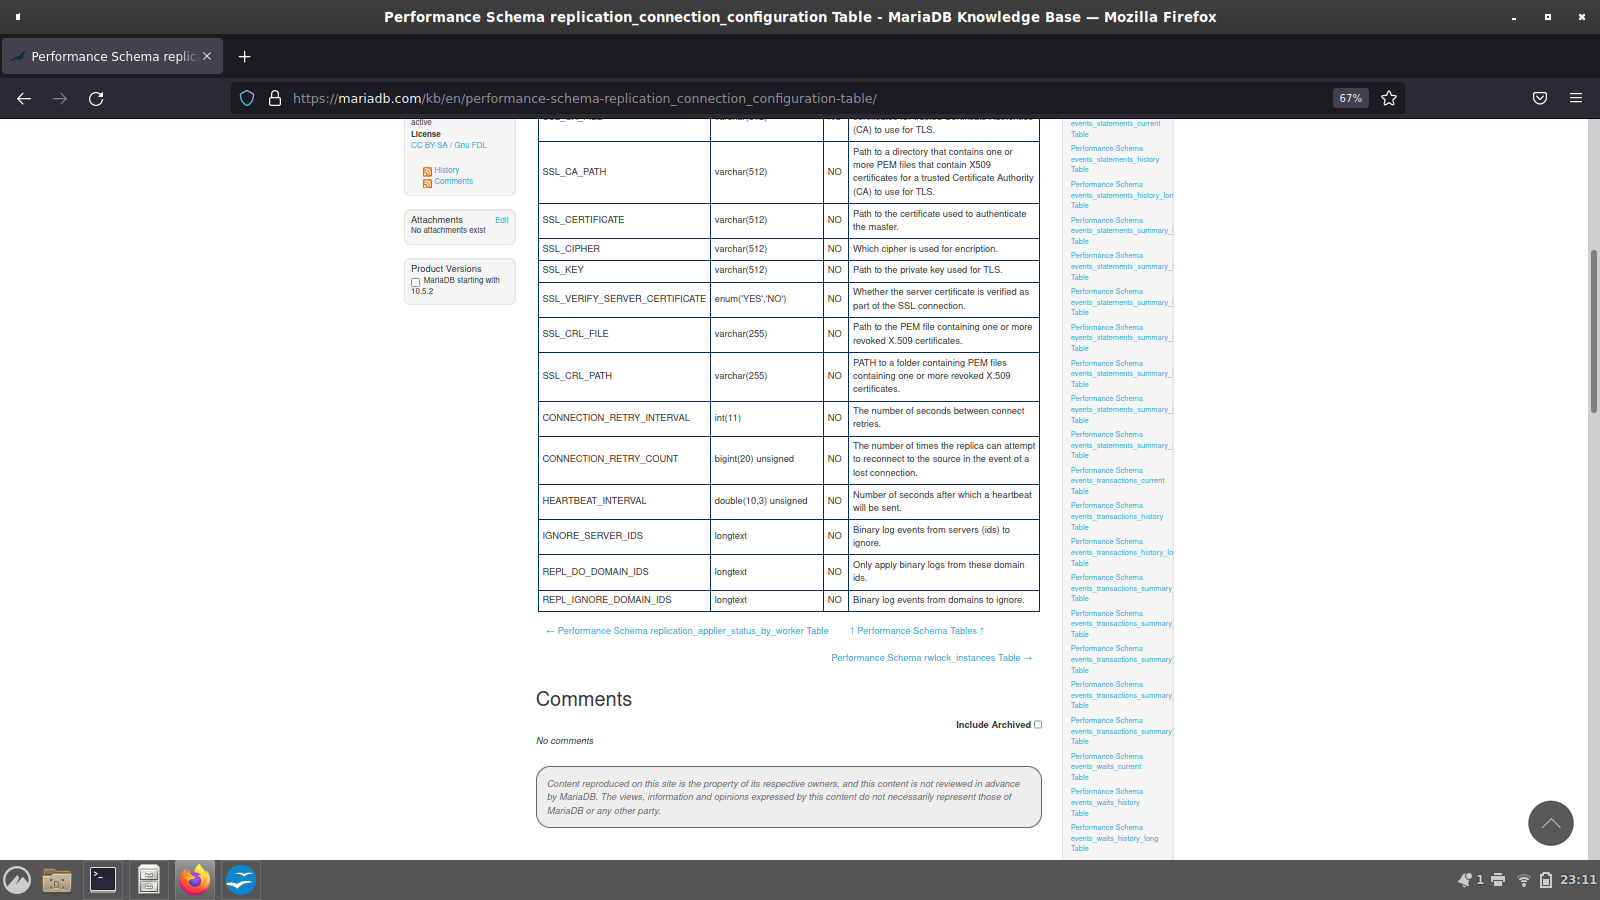 Performance Schema replication_connection_configuration Table - MariaDB Knowledge Base — Mozilla Firefox
Performance Schema replic
https://mariadb.com/kb/en/performance-schema-replication_connection_configuration-table/
67%
active
License
CC BY-SA / Gnu FDL
History
Comments
Attachments Edit
No attachments exist
Product Versions
MariaDB starting with
10.5.2
(CA) to use for TLS.
SSL_CA_PATH varchar(512) NO Path to a directory that contains one or
more PEM files that contain X509
certificates for a trusted Certificate Authority
(CA) to use for TLS.
SSL_CERTIFICATE varchar(512) NO Path to the certificate used to authenticate
the master.
SSL_CIPHER varchar(512) NO Which cipher is used for encription.
SSL_KEY varchar(512) NO Path to the private key used for TLS.
SSL_VERIFY_SERVER_CERTIFICATE enum('YES','NO') NO Whether the server certificate is verified as
part of the SSL connection.
SSL_CRL_FILE varchar(255) NO Path to the PEM file containing one or more
revoked X.509 certificates.
SSL_CRL_PATH varchar(255) NO PATH to a folder containing PEM files
containing one or more revoked X.509
certificates.
CONNECTION_RETRY_INTERVAL int(11) NO The number of seconds between connect
retries.
CONNECTION_RETRY_COUNT bigint(20) unsigned NO The number of times the replica can attempt
to reconnect to the source in the event of a
lost connection.
HEARTBEAT_INTERVAL double(10,3) unsigned NO Number of seconds after which a heartbeat
will be sent.
IGNORE_SERVER_IDS longtext NO Binary log events from servers (ids) to
ignore.
REPL_DO_DOMAIN_IDS longtext NO Only apply binary logs from these domain
ids.
REPL_IGNORE_DOMAIN_IDS longtext NO Binary log events from domains to ignore.
← Performance Schema replication_applier_status_by_worker Table ↑ Performance Schema Tables ↑
Performance Schema rwlock_instances Table →
Comments
Include Archived
No comments
Content reproduced on this site is the property of its respective owners, and this content is not reviewed in advance
by MariaDB. The views, information and opinions expressed by this content do not necessarily represent those of
MariaDB or any other party.
events_statements_current
Table
Performance Schema
events_statements_history
Table
Performance Schema
events_statements_history_lon
Table
Performance Schema
events_statements_summary_
Table
Performance Schema
events_statements_summary_
Table
Performance Schema
events_statements_summary_
Table
Performance Schema
events_statements_summary_
Table
Performance Schema
events_statements_summary_
Table
Performance Schema
events_statements_summary_
Table
Performance Schema
events_statements_summary_
Table
Performance Schema
events_transactions_current
Table
Performance Schema
events_transactions_history
Table
Performance Schema
events_transactions_history_lo
Table
Performance Schema
events_transactions_summary_
Table
Performance Schema
events_transactions_summary_
Table
Performance Schema
events_transactions_summary_
Table
Performance Schema
events_transactions_summary_
Table
Performance Schema
events_transactions_summary_
Table
Performance Schema
events_waits_current
Table
Performance Schema
events_waits_history
Table
Performance Schema
events_waits_history_long
Table
1
23:11